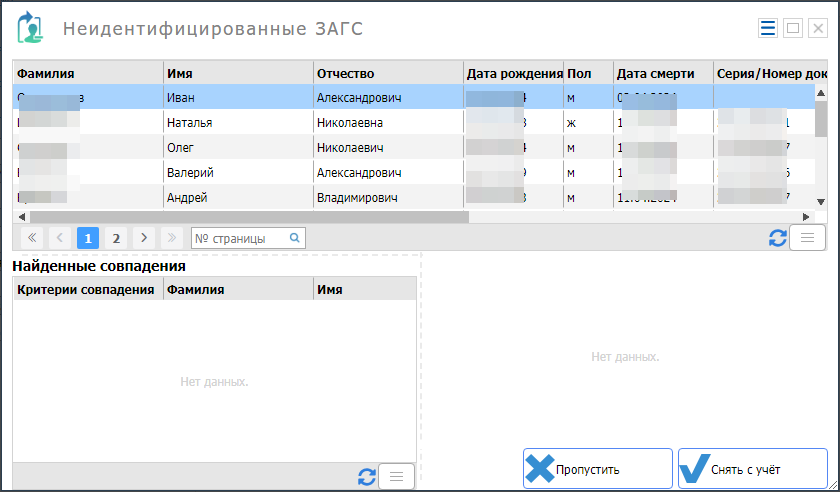 Неидентифицированные ЗАГС
Фамилия Имя Отчество Дата рождения Пол Дата смерти Серия/Номер док
Иван Александрович м
Наталья Николаевна ж
Олег Николаевич м
Валерий Александрович м
Андрей Владимирович м
1 2 № страницы
Найденные совпадения
Критерии совпадения Фамилия Имя
Нет данных.
Нет данных.
Пропустить Снять с учёт